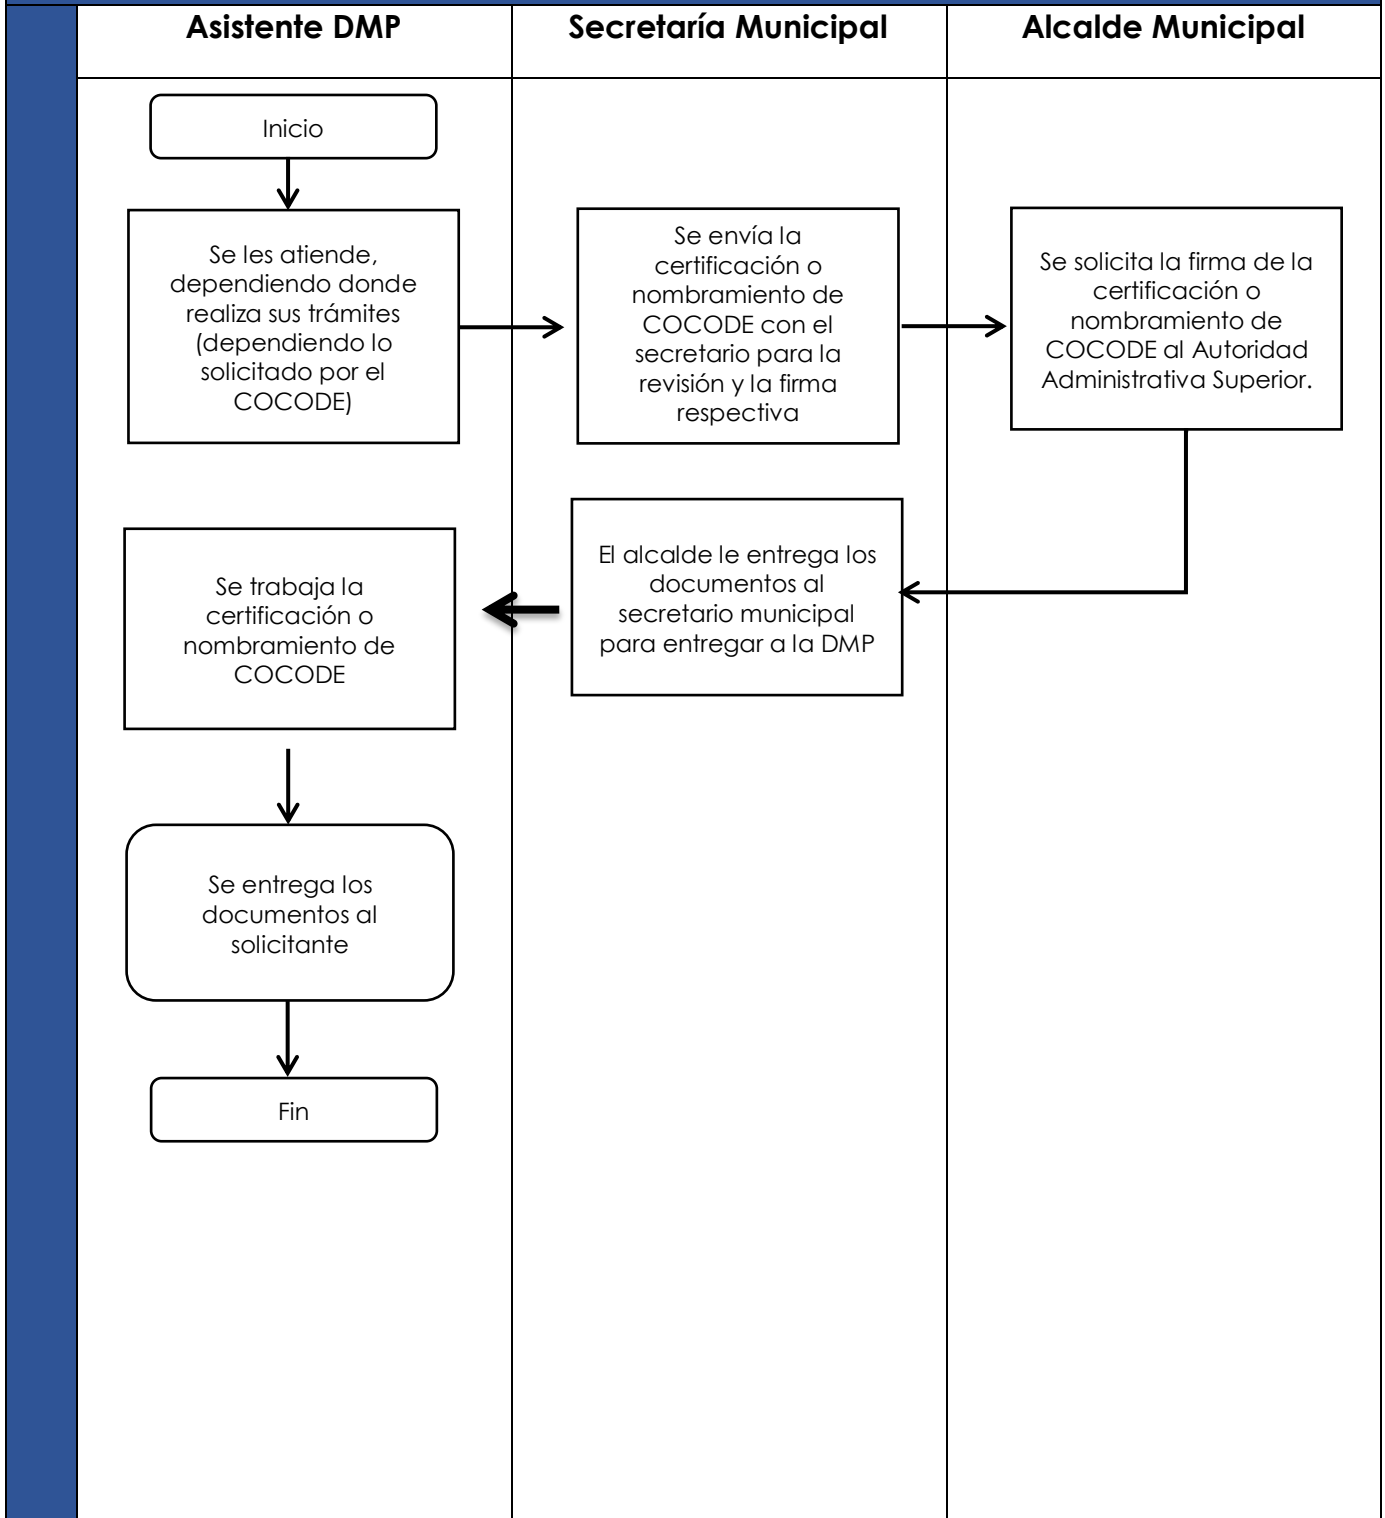 Asistente DMP
Secretaría Municipal
Alcalde Municipal
Inicio
Se les atiende,
dependiendo donde
realiza sus trámites
(dependiendo lo
solicitado por el
COCODE)
Se envía la
certificación o
nombramiento de
COCODE con el
secretario para la
revisión y la firma
respectiva
Se solicita la firma de la
certificación o
nombramiento de
COCODE al Autoridad
Administrativa Superior.
El alcalde le entrega los
documentos al
secretario municipal
para entregar a la DMP
Se trabaja la
certificación o
nombramiento de
COCODE
Se entrega los
documentos al
solicitante
Fin